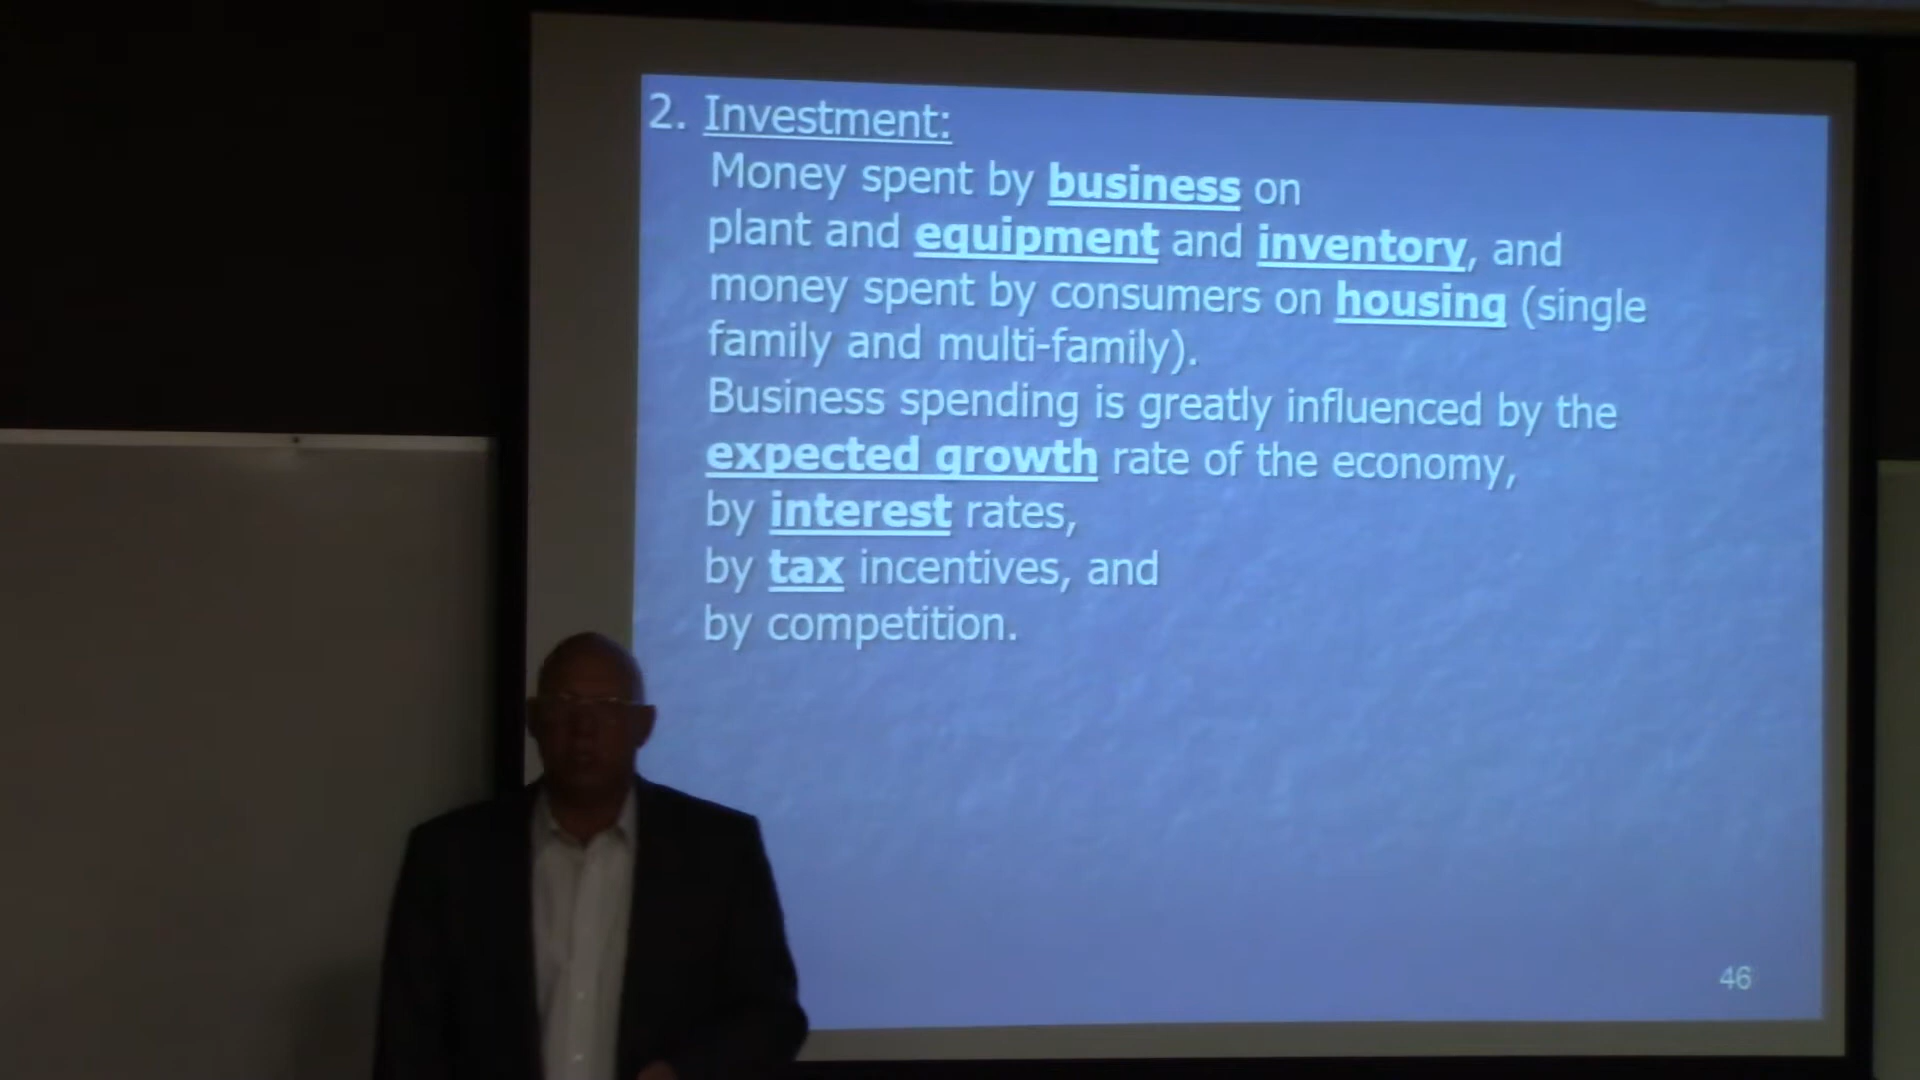 2. Investment:
Money spent by business on
plant and equipment and inventory, and
money spent by consumers on housing (single
family and multi-family).
Business spending is greatly influenced by the
expected growth rate of the economy,
by interest rates,
by tax incentives, and
by competition.
46